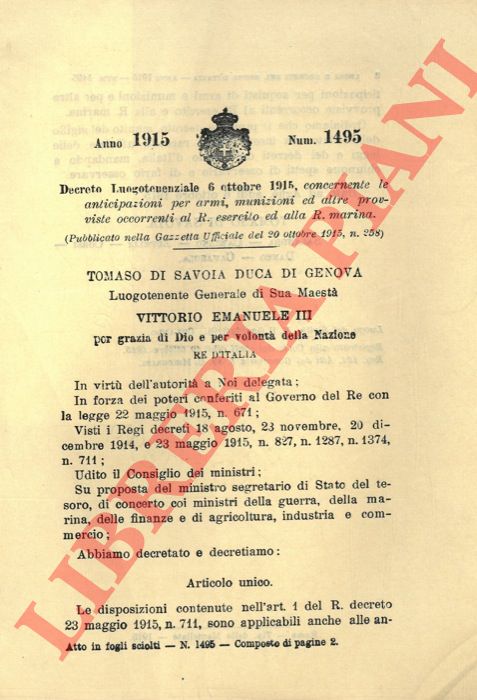 Anno 1915
Num. 1495
Decreto Luogotenenziale 6 ottobre 1915, concernente le
anticipazioni per armi, munizioni ed altre prov-
viste occorrenti al R. esercito ed alla R. marina.
(Pubblicato nella Gazzetta Ufficiale del 20 ottobre 1915, n. 258)
TOMASO DI SAVOIA DUCA DI GENOVA
Luogotenente Generale di Sua Maestà
VITTORIO EMANUELE III
per grazia di Dio e per volontà della Nazione
RE D'ITALIA
In virtù dell'autorità a Noi delegata;
In forza dei poteri conferiti al Governo del Re con
la legge 22 maggio 1915, n. 671;
Visti i Regi decreti 18 agosto, 23 novembre, 20 di-
cembre 1914, e 23 maggio 1915, n. 827, n. 1287, n. 1374,
n. 711;
Udito il Consiglio dei ministri;
Su proposta del ministro segretario di Stato del te-
soro, di concerto coi ministri della guerra, della ma-
rina, delle finanze e di agricoltura, industria e com-
mercio;
Abbiamo decretato e decretiamo:
Articolo unico.
Le disposizioni contenute nell'art. 1 del R. decreto
23 maggio 1915, n. 711, sono applicabili anche alle an-
Atto in fogli sciolti — N. 1495 — Composto di pagine 2.
LIBRERIA PIANI